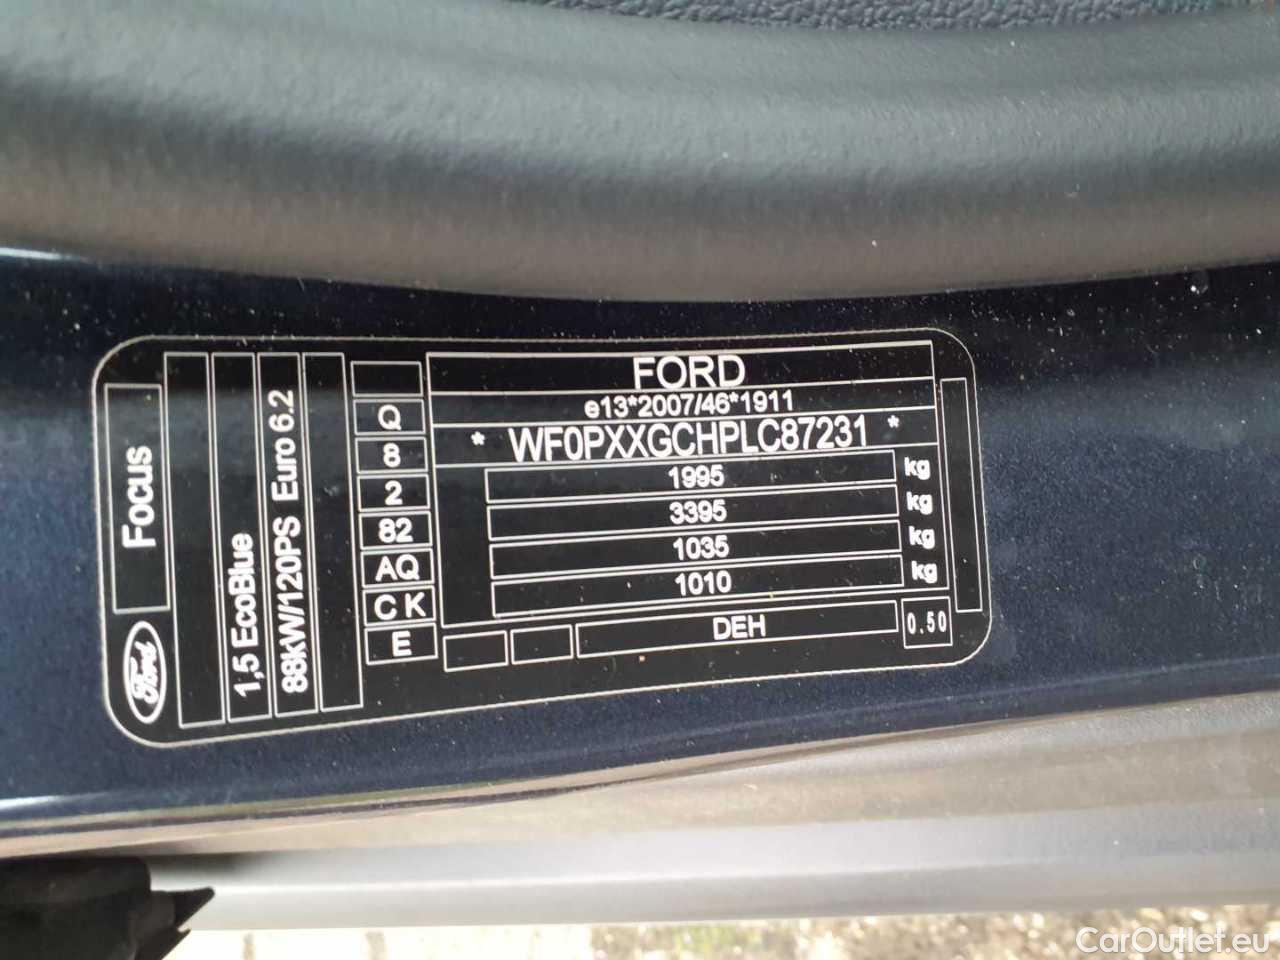 FORD
e13*2007/46*1911
* WF0PXXGCHPLC87231 *
1995 kg
3395 kg
1035 kg
1010 kg
DEH
0.50
Q
8
2
82
AQ
C K
E
Focus
Ford
1,5 EcoBlue
88kW/120PS Euro 6.2
CarOutlet.eu